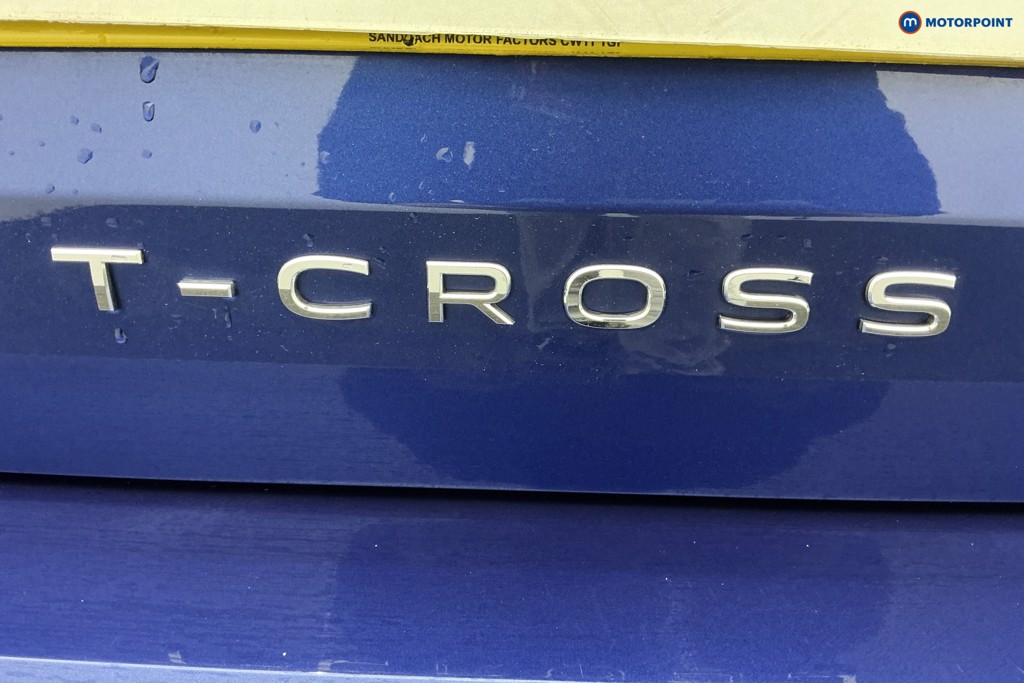 m MOTORPOINT
SANDBACH MOTOR FACTORS CW11 1GF
T-CROSS